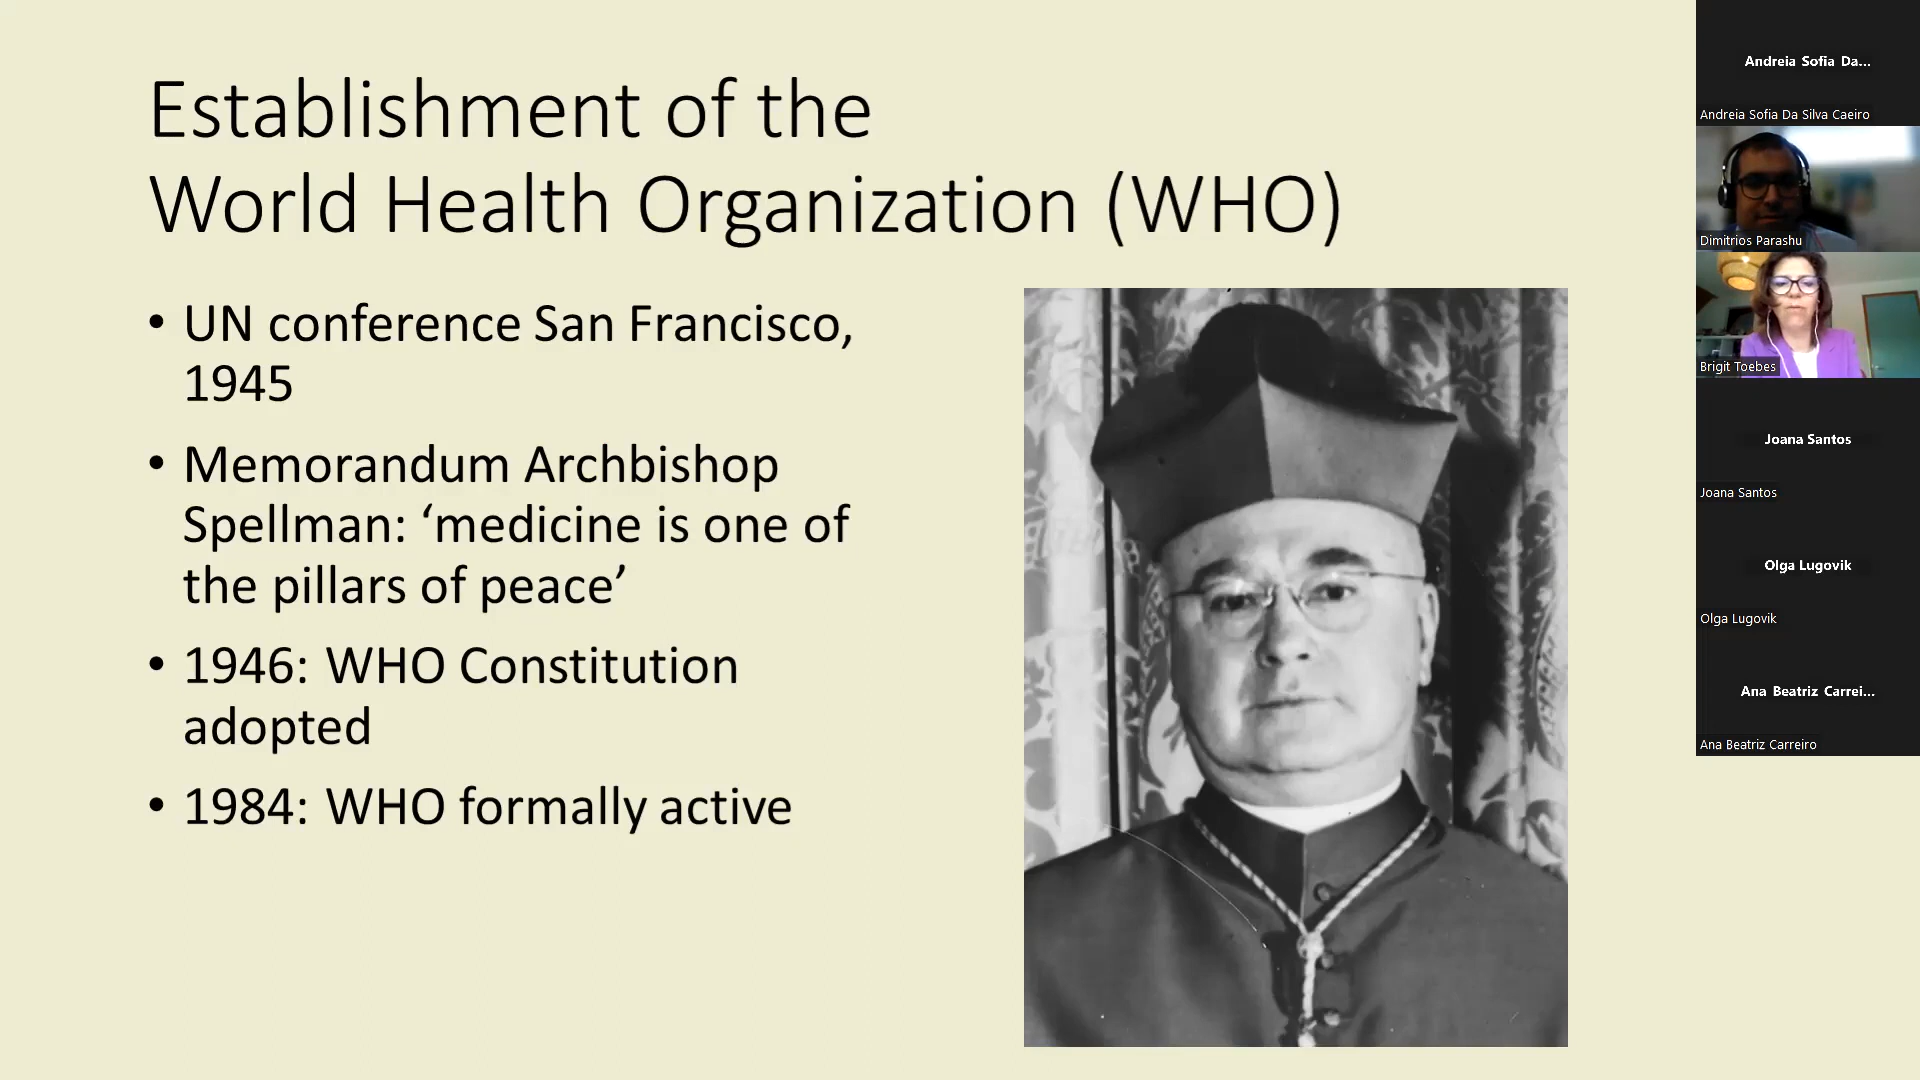 Establishment of the
World Health Organization (WHO)
• UN conference San Francisco,
1945
• Memorandum Archbishop
Spellman: ‘medicine is one of
the pillars of peace’
• 1946: WHO Constitution
adopted
• 1984: WHO formally active
Andreia Sofia Da...
Andreia Sofia Da Silva Caeiro
Dimitrios Parashu
Brigit Toebes
Joana Santos
Joana Santos
Olga Lugovik
Olga Lugovik
Ana Beatriz Carrei...
Ana Beatriz Carreiro